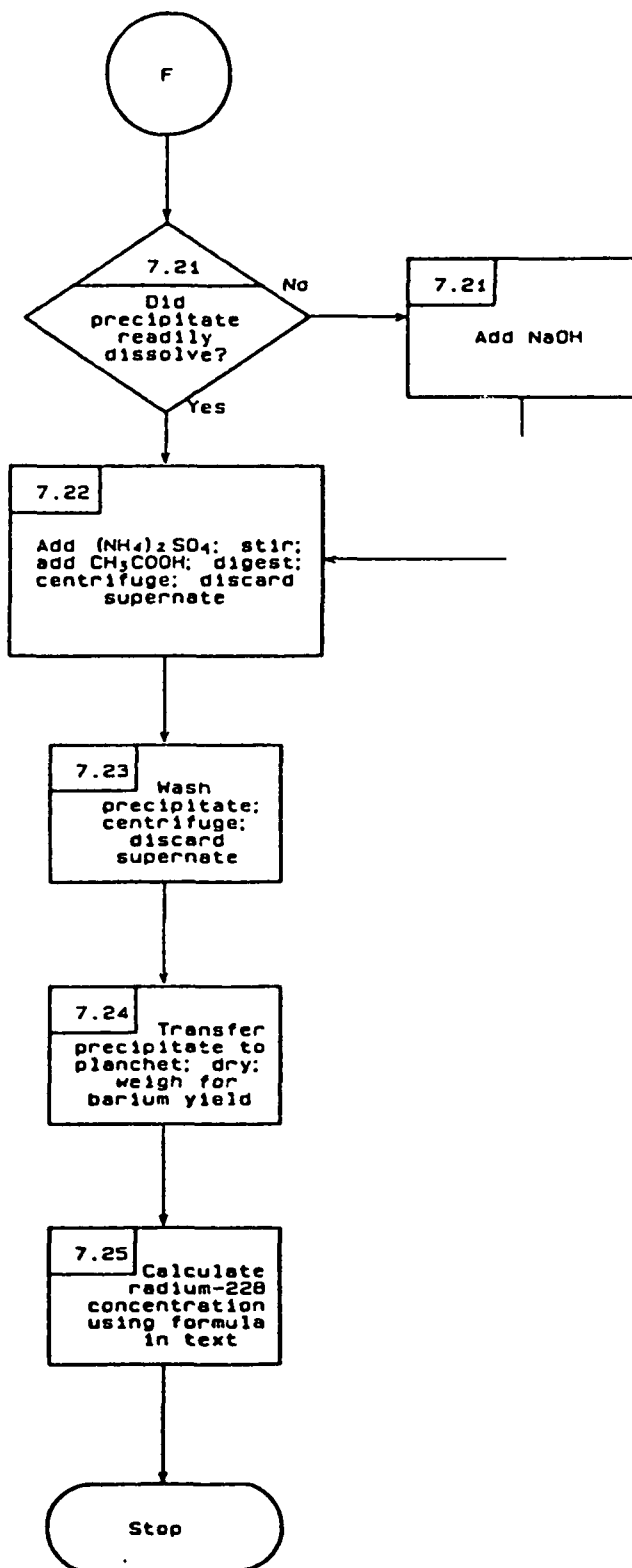 F
7.21
Did
precipitate
readily
dissolve?
No
7.21
Add NaOH
Yes
7.22
Add (NH4)2SO4; stir;
add CH3COOH; digest;
centrifuge; discard
supernate
7.23
Wash
precipitate;
centrifuge;
discard
supernate
7.24
Transfer
precipitate to
planchet; dry;
weigh for
barium yield
7.25
Calculate
radium-228
concentration
using formula
in text
Stop